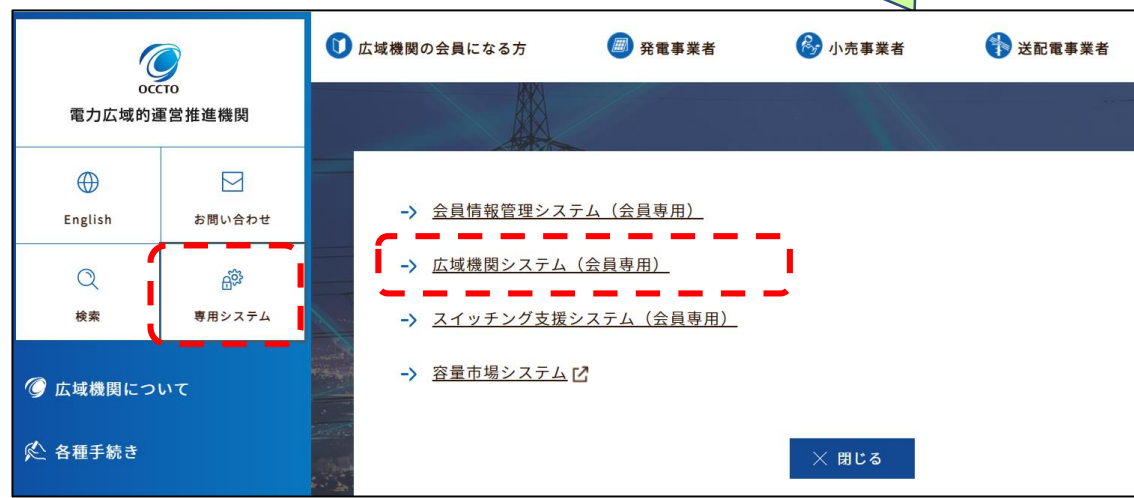 広域機関の会員になる方
発電事業者
小売事業者
送配電事業者
OCCTO
電力広域的運営推進機関
English
お問い合わせ
検索
専用システム
広域機関について
各種手続き
会員情報管理システム（会員専用）
広域機関システム（会員専用）
スイッチング支援システム（会員専用）
容量市場システム
閉じる